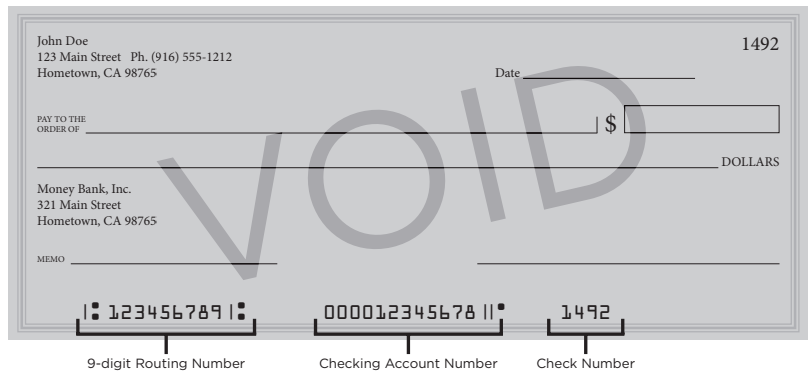 John Doe
1492
123 Main Street   Ph. (916) 555-1212
Hometown, CA 98765
Date
PAY TO THE
ORDER OF
$
DOLLARS
Money Bank, Inc.
321 Main Street
Hometown, CA 98765
MEMO
VOID
⑆123456789⑆ 000012345678⑈ 1492
9-digit Routing Number Checking Account Number Check Number